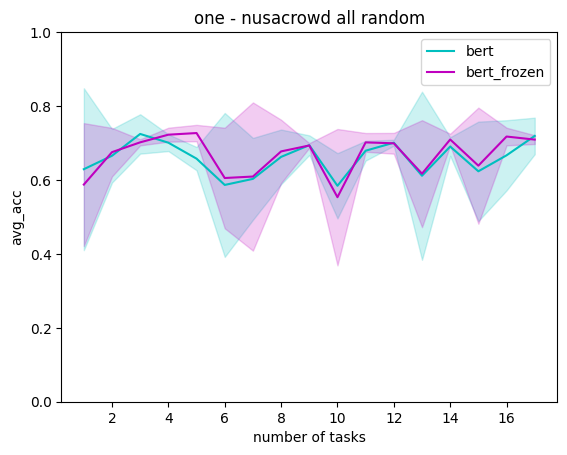 one - nusacrowd all random
bert
bert_frozen
avg_acc
1.0
0.8
0.6
0.4
0.2
0.0
2 4 6 8 10 12 14 16
number of tasks